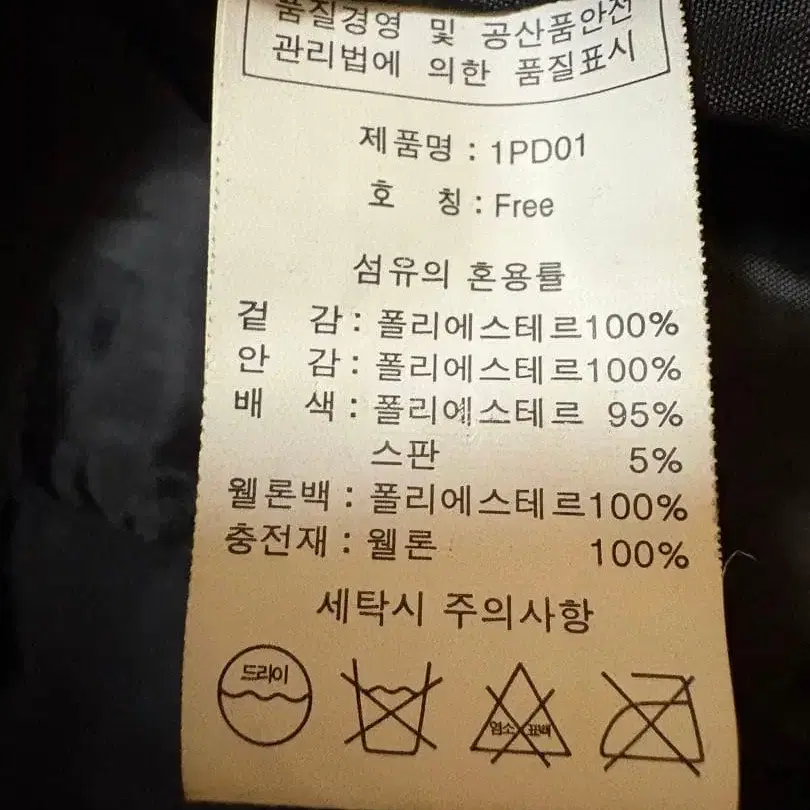 품질경영 및 공산품안전
관리법에 의한 품질표시
제품명 : 1PD01
호 칭 : Free
섬유의 혼용률
겉 감 : 폴리에스테르100%
안 감 : 폴리에스테르100%
배 색 : 폴리에스테르 95%
스판 5%
웰론백 : 폴리에스테르100%
충전재 : 웰론 100%
세탁시 주의사항
드라이
염소 표백